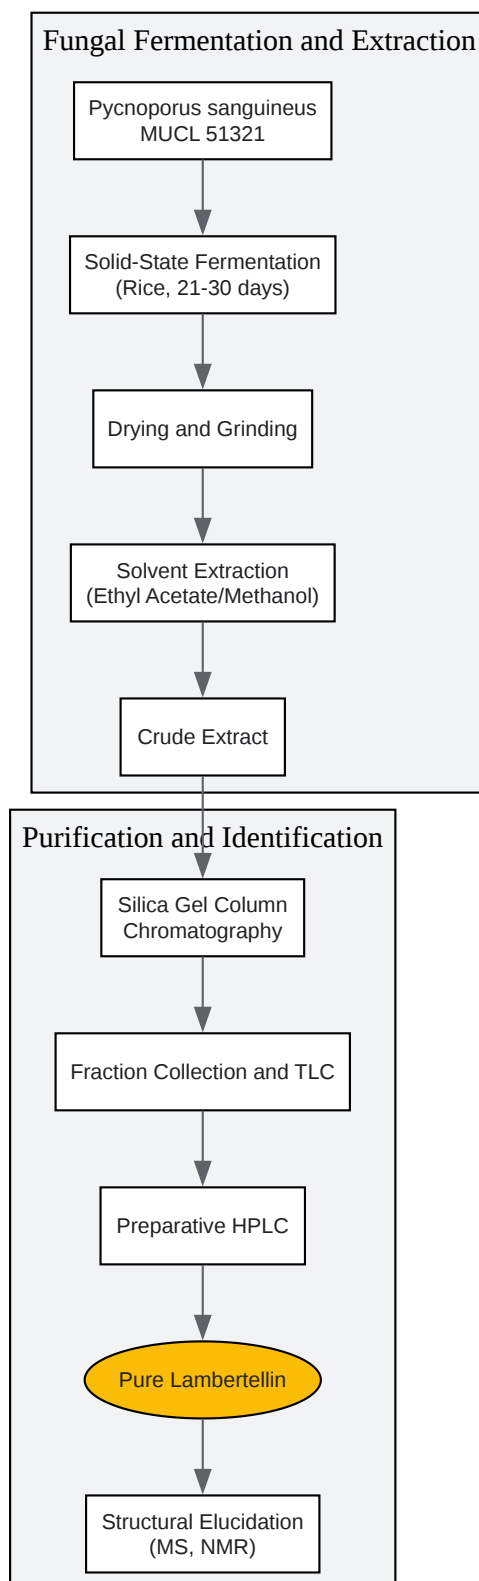 Fungal Fermentation and Extraction
Pycnoporus sanguineus
MUCL 51321
Solid-State Fermentation
(Rice, 21-30 days)
Drying and Grinding
Solvent Extraction
(Ethyl Acetate/Methanol)
Crude Extract
Purification and Identification
Silica Gel Column
Chromatography
Fraction Collection and TLC
Preparative HPLC
Pure Lambertellin
Structural Elucidation
(MS, NMR)